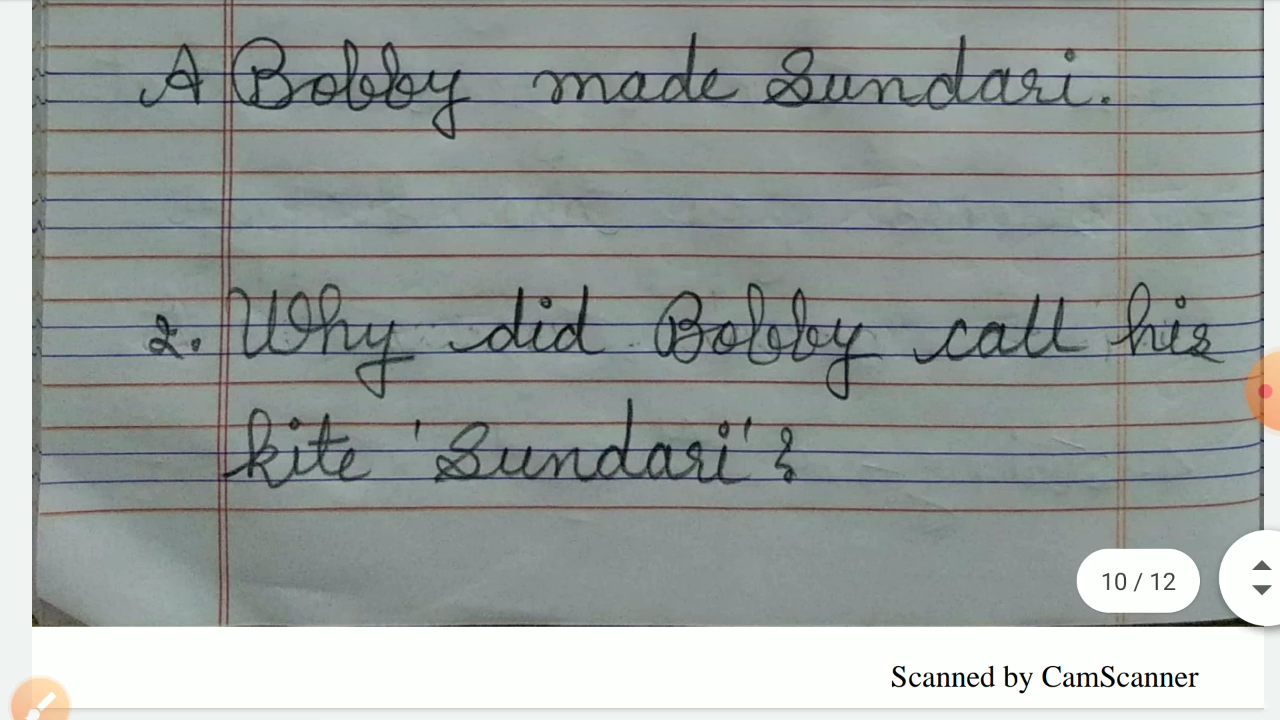 A Bobby made Sundari.
2. Why did Bobby call his
kite 'Sundari'?
10 / 12
Scanned by CamScanner